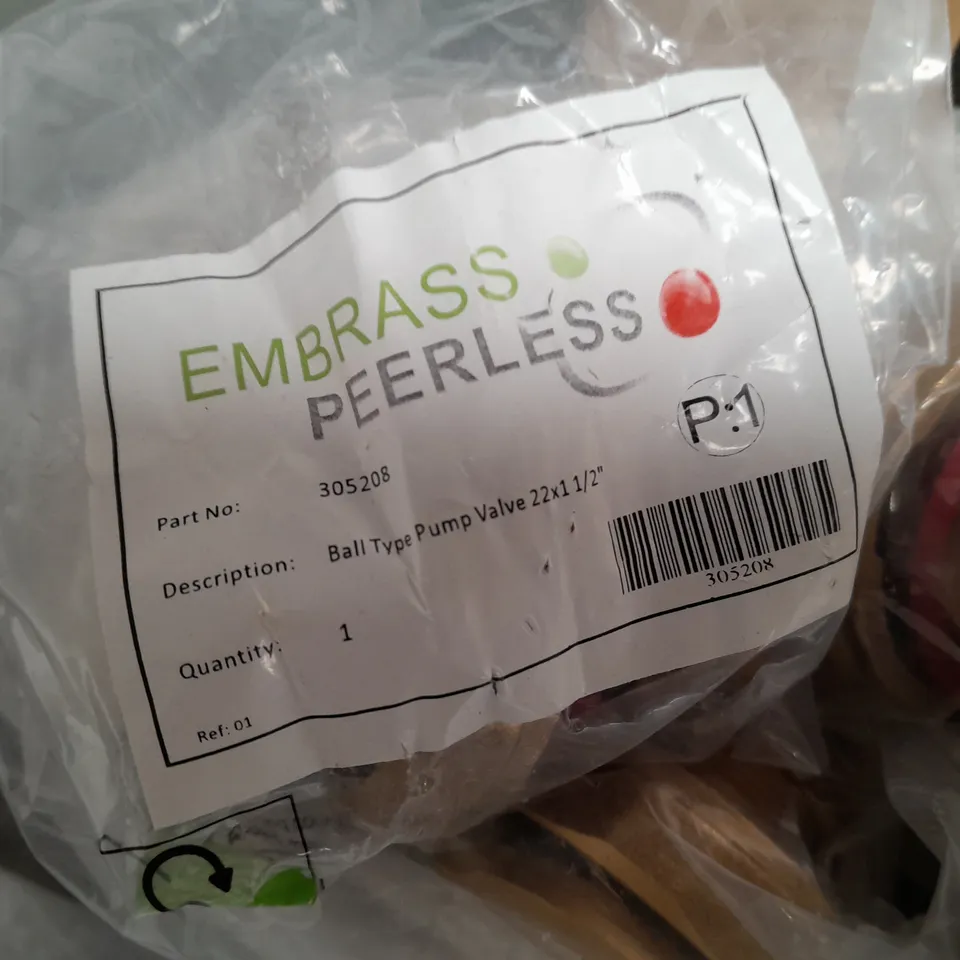 EMBRASS
PEERLESS
P:1
Part No: 305208
Description: Ball Type Pump Valve 22x1 1/2"
305208
Quantity: 1
Ref: 01